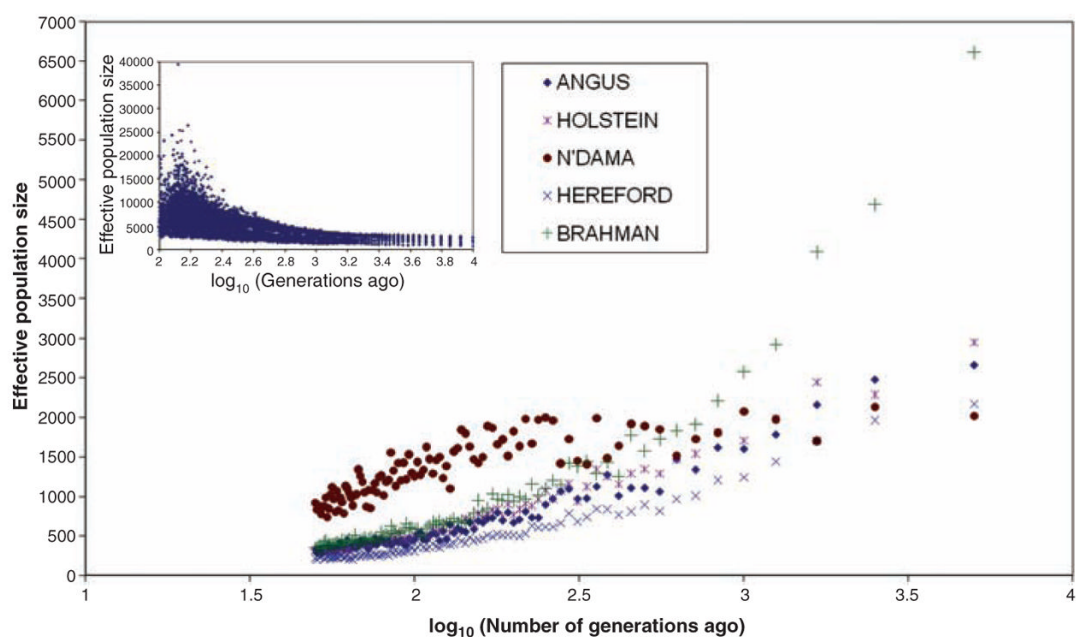 7000
6500
6000
5500
5000
4500
4000
3500
3000
2500
2000
1500
1000
500
0
Effective population size
40000
35000
30000
25000
20000
15000
10000
5000
0
Effective population size
2 2.2 2.4 2.6 2.8 3 3.2 3.4 3.6 3.8 4
log10 (Generations ago)
ANGUS
HOLSTEIN
N'DAMA
HEREFORD
BRAHMAN
1 1.5 2 2.5 3 3.5 4
log10 (Number of generations ago)